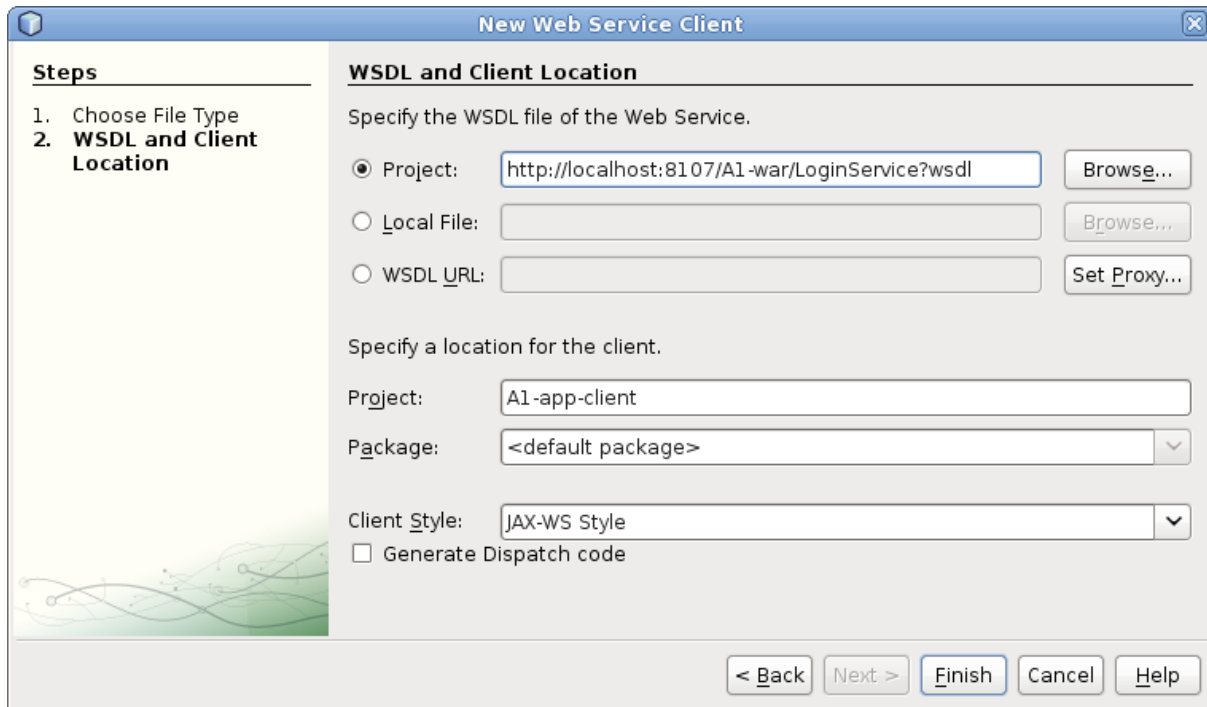 New Web Service Client
Steps
1. Choose File Type
2. WSDL and Client
Location
WSDL and Client Location
Specify the WSDL file of the Web Service.
Project: http://localhost:8107/A1-war/LoginService?wsdl Browse...
Local File: Browse...
WSDL URL: Set Proxy...
Specify a location for the client.
Project: A1-app-client
Package: <default package>
Client Style: JAX-WS Style
Generate Dispatch code
< Back Next > Finish Cancel Help